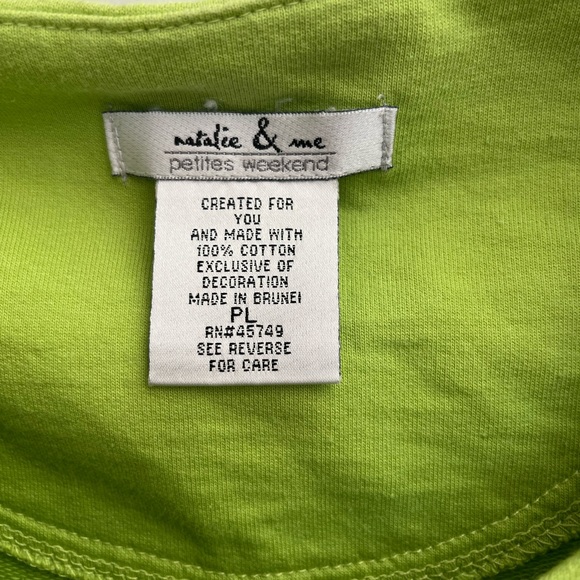 natalie & me
petites weekend
CREATED FOR
YOU
AND MADE WITH
100% COTTON
EXCLUSIVE OF
DECORATION
MADE IN BRUNEI
PL
RN#45749
SEE REVERSE
FOR CARE